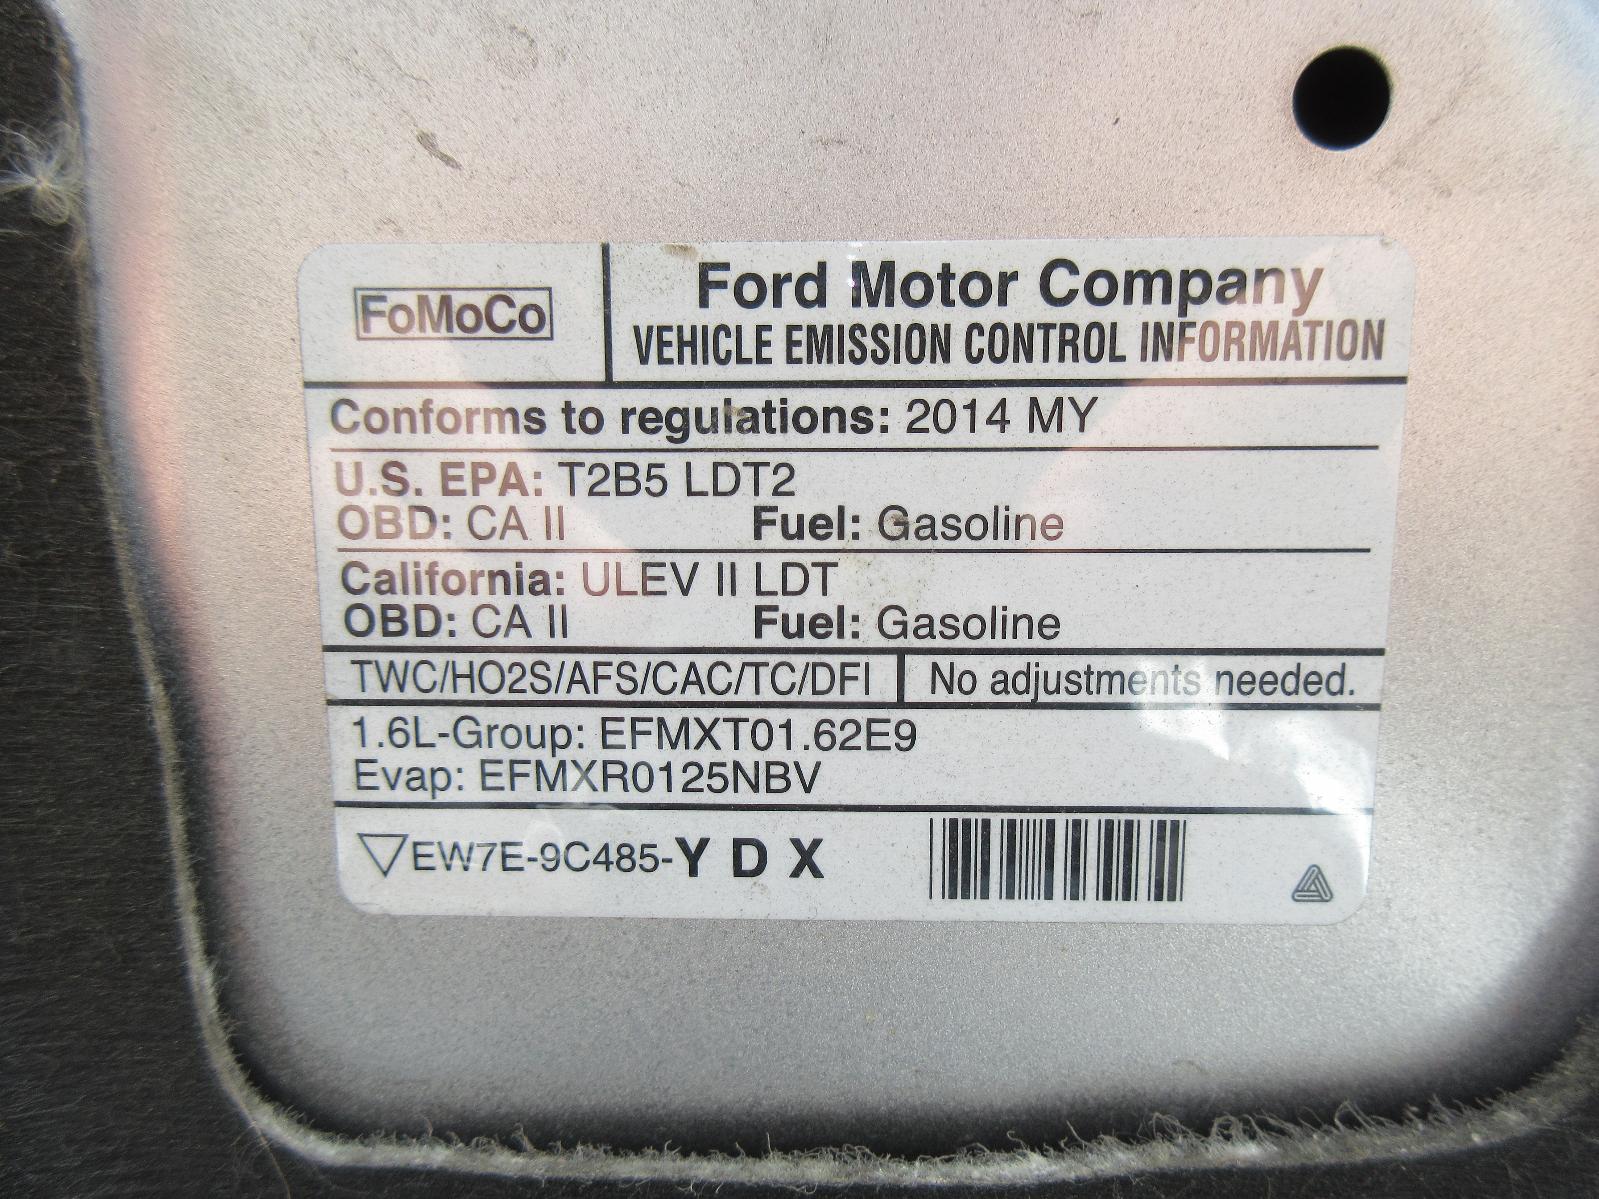 FoMoCo
Ford Motor Company
VEHICLE EMISSION CONTROL INFORMATION
Conforms to regulations: 2014 MY
U.S. EPA: T2B5 LDT2
OBD: CA II Fuel: Gasoline
California: ULEV II LDT
OBD: CA II Fuel: Gasoline
TWC/HO2S/AFS/CAC/TC/DFI No adjustments needed.
1.6L-Group: EFMXT01.62E9
Evap: EFMXR0125NBV
EW7E-9C485-Y D X